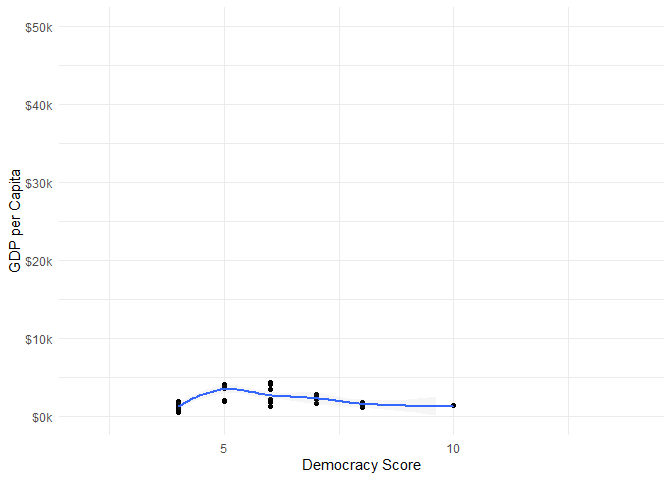 $50k
$40k
$30k
$20k
$10k
$0k
GDP per Capita
5 10
Democracy Score